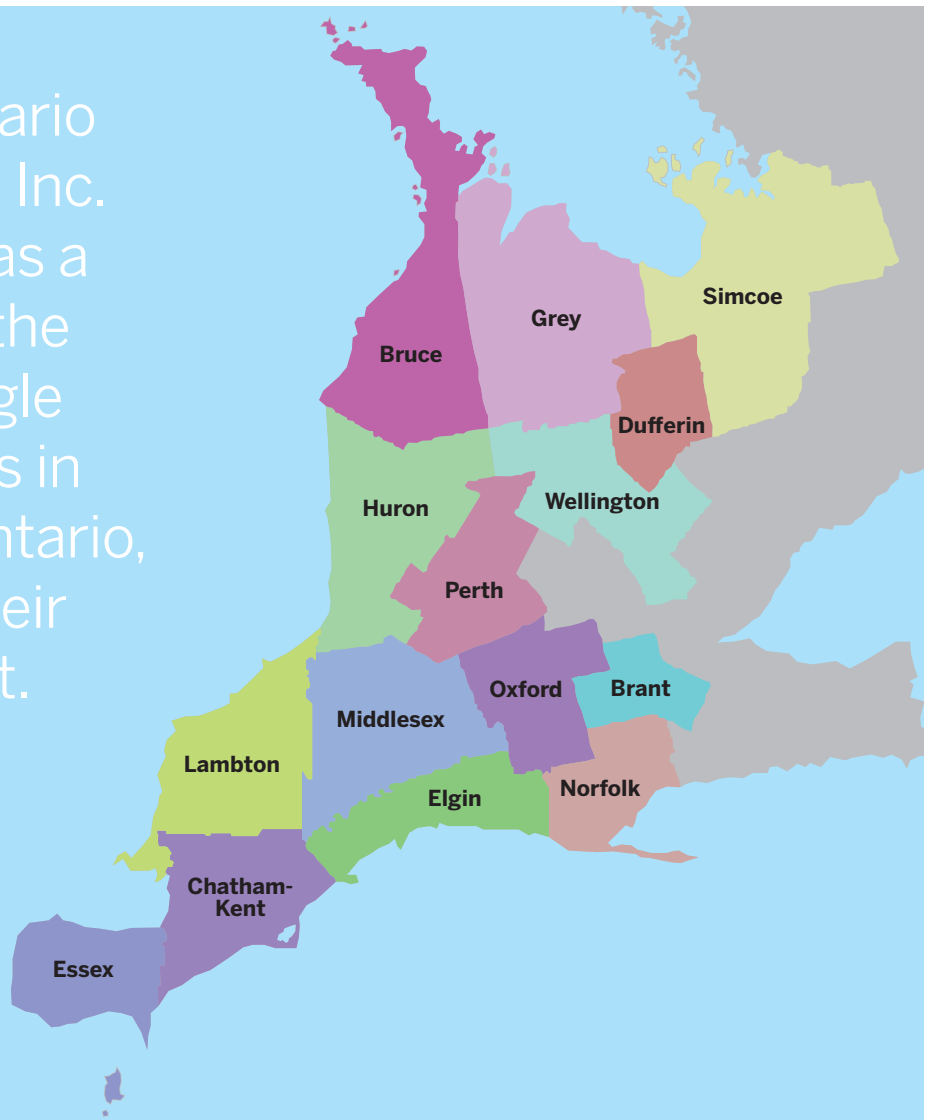 ario
Inc.
as a
the
gle
s in
ntario,
eir
t.
Simcoe
Grey
Bruce
Dufferin
Wellington
Huron
Perth
Oxford
Brant
Middlesex
Lambton
Norfolk
Elgin
Chatham-
Kent
Essex